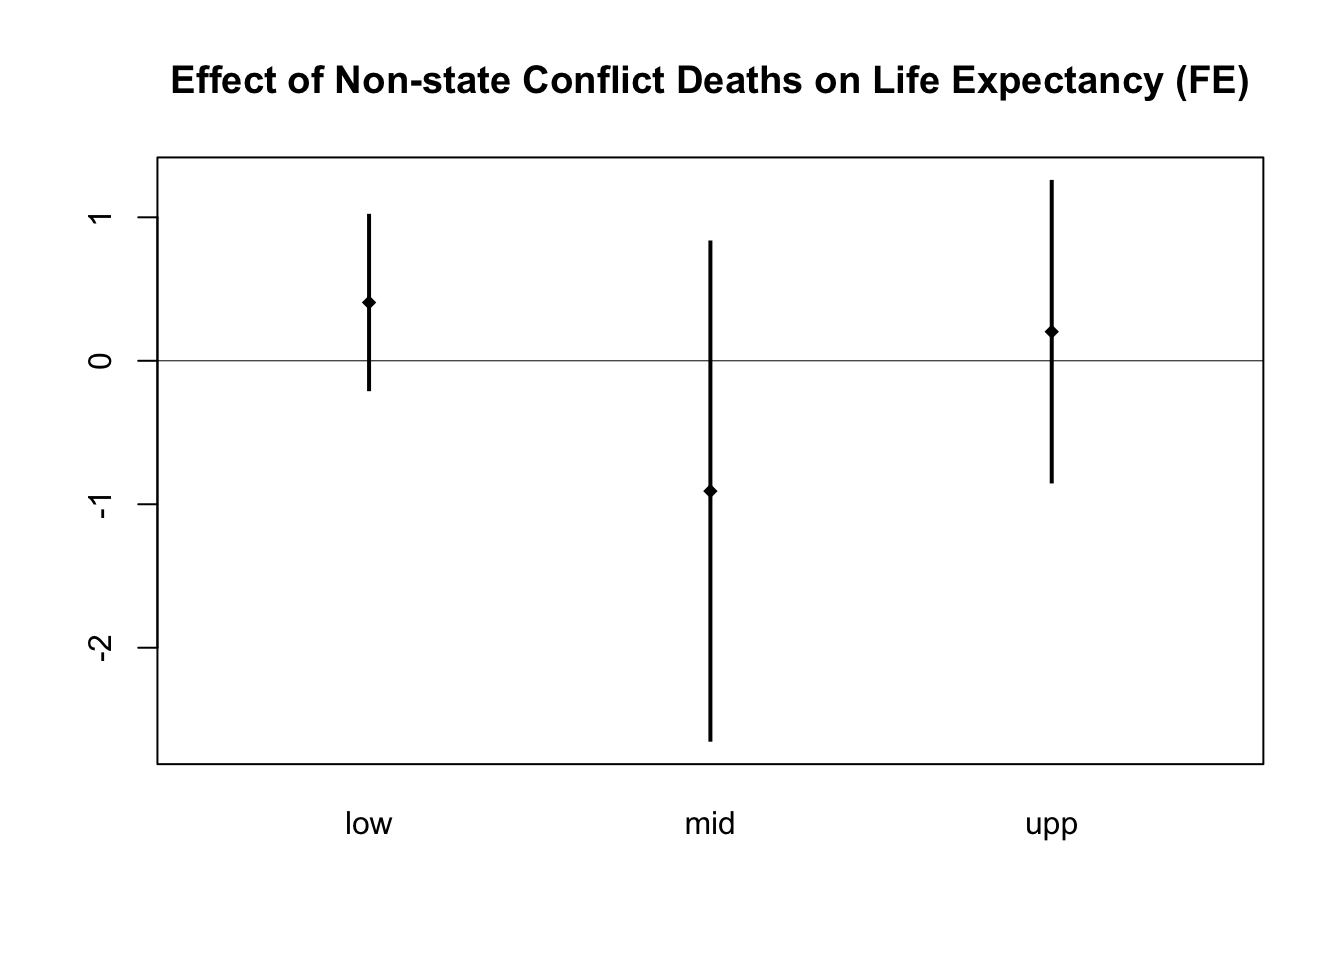 Effect of Non-state Conflict Deaths on Life Expectancy (FE)
1
0
-1
-2
low mid upp